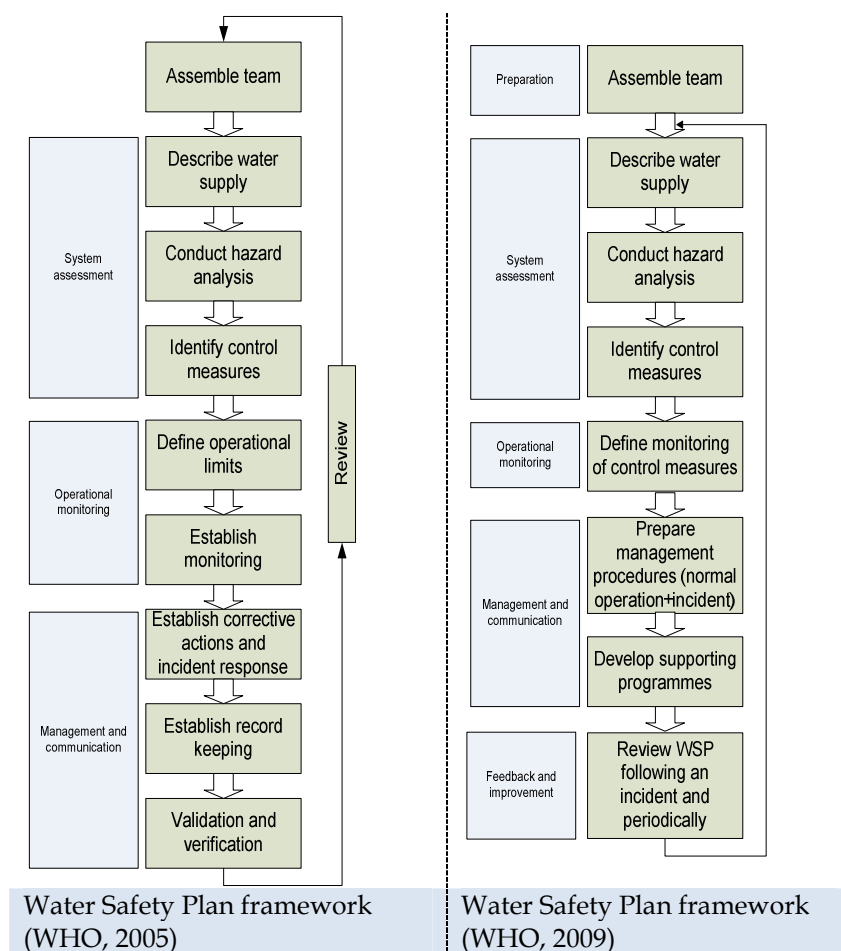 Assemble team
System
assessment
Describe water
supply
Conduct hazard
analysis
Identify control
measures
Operational
monitoring
Define operational
limits
Establish
monitoring
Management and
communication
Establish corrective
actions and
incident response
Establish record
keeping
Validation and
verification
Review
Water Safety Plan framework
(WHO, 2005)
Preparation
Assemble team
System
assessment
Describe water
supply
Conduct hazard
analysis
Identify control
measures
Operational
monitoring
Define monitoring
of control measures
Management and
communication
Prepare
management
procedures (normal
operation+incident)
Develop supporting
programmes
Feedback and
improvement
Review WSP
following an
incident and
periodically
Water Safety Plan framework
(WHO, 2009)